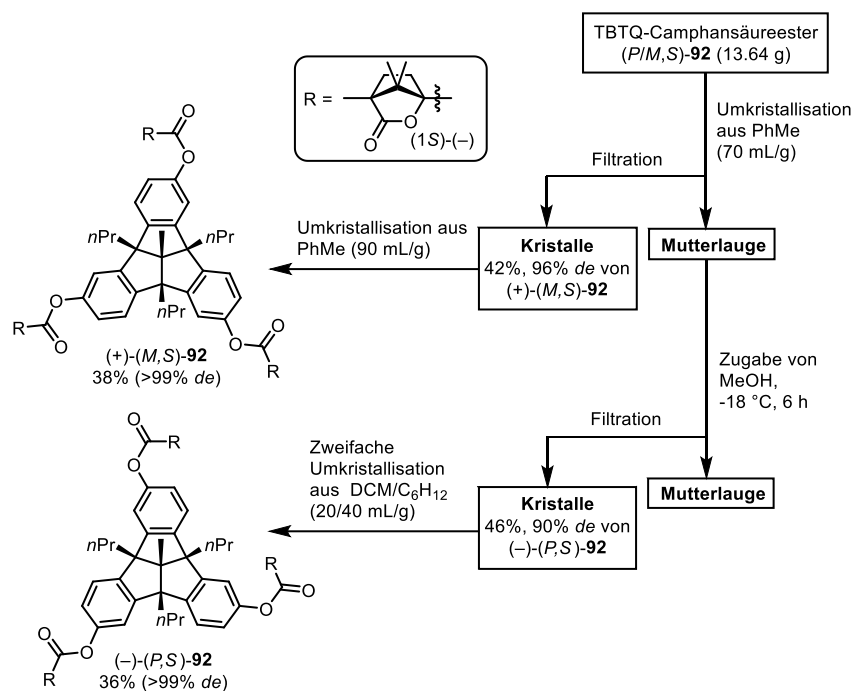 TBTQ-Camphansäureester
(P/M,S)-92 (13.64 g)
R =
O
O
(1S)-(–)
Umkristallisation
aus PhMe
(70 mL/g)
Filtration
Kristalle
42%, 96% de von
(+)-(M,S)-92
Mutterlauge
Umkristallisation aus
PhMe (90 mL/g)
R
O
O
nPr
nPr
nPr
O
R
O
O
O
R
(+)-(M,S)-92
38% (>99% de)
Zugabe von
MeOH,
-18 °C, 6 h
Filtration
Kristalle
46%, 90% de von
(–)-(P,S)-92
Mutterlauge
Zweifache
Umkristallisation
aus DCM/C6H12
(20/40 mL/g)
O
R
O
nPr
nPr
nPr
R
O
O
O
O
R
(–)-(P,S)-92
36% (>99% de)